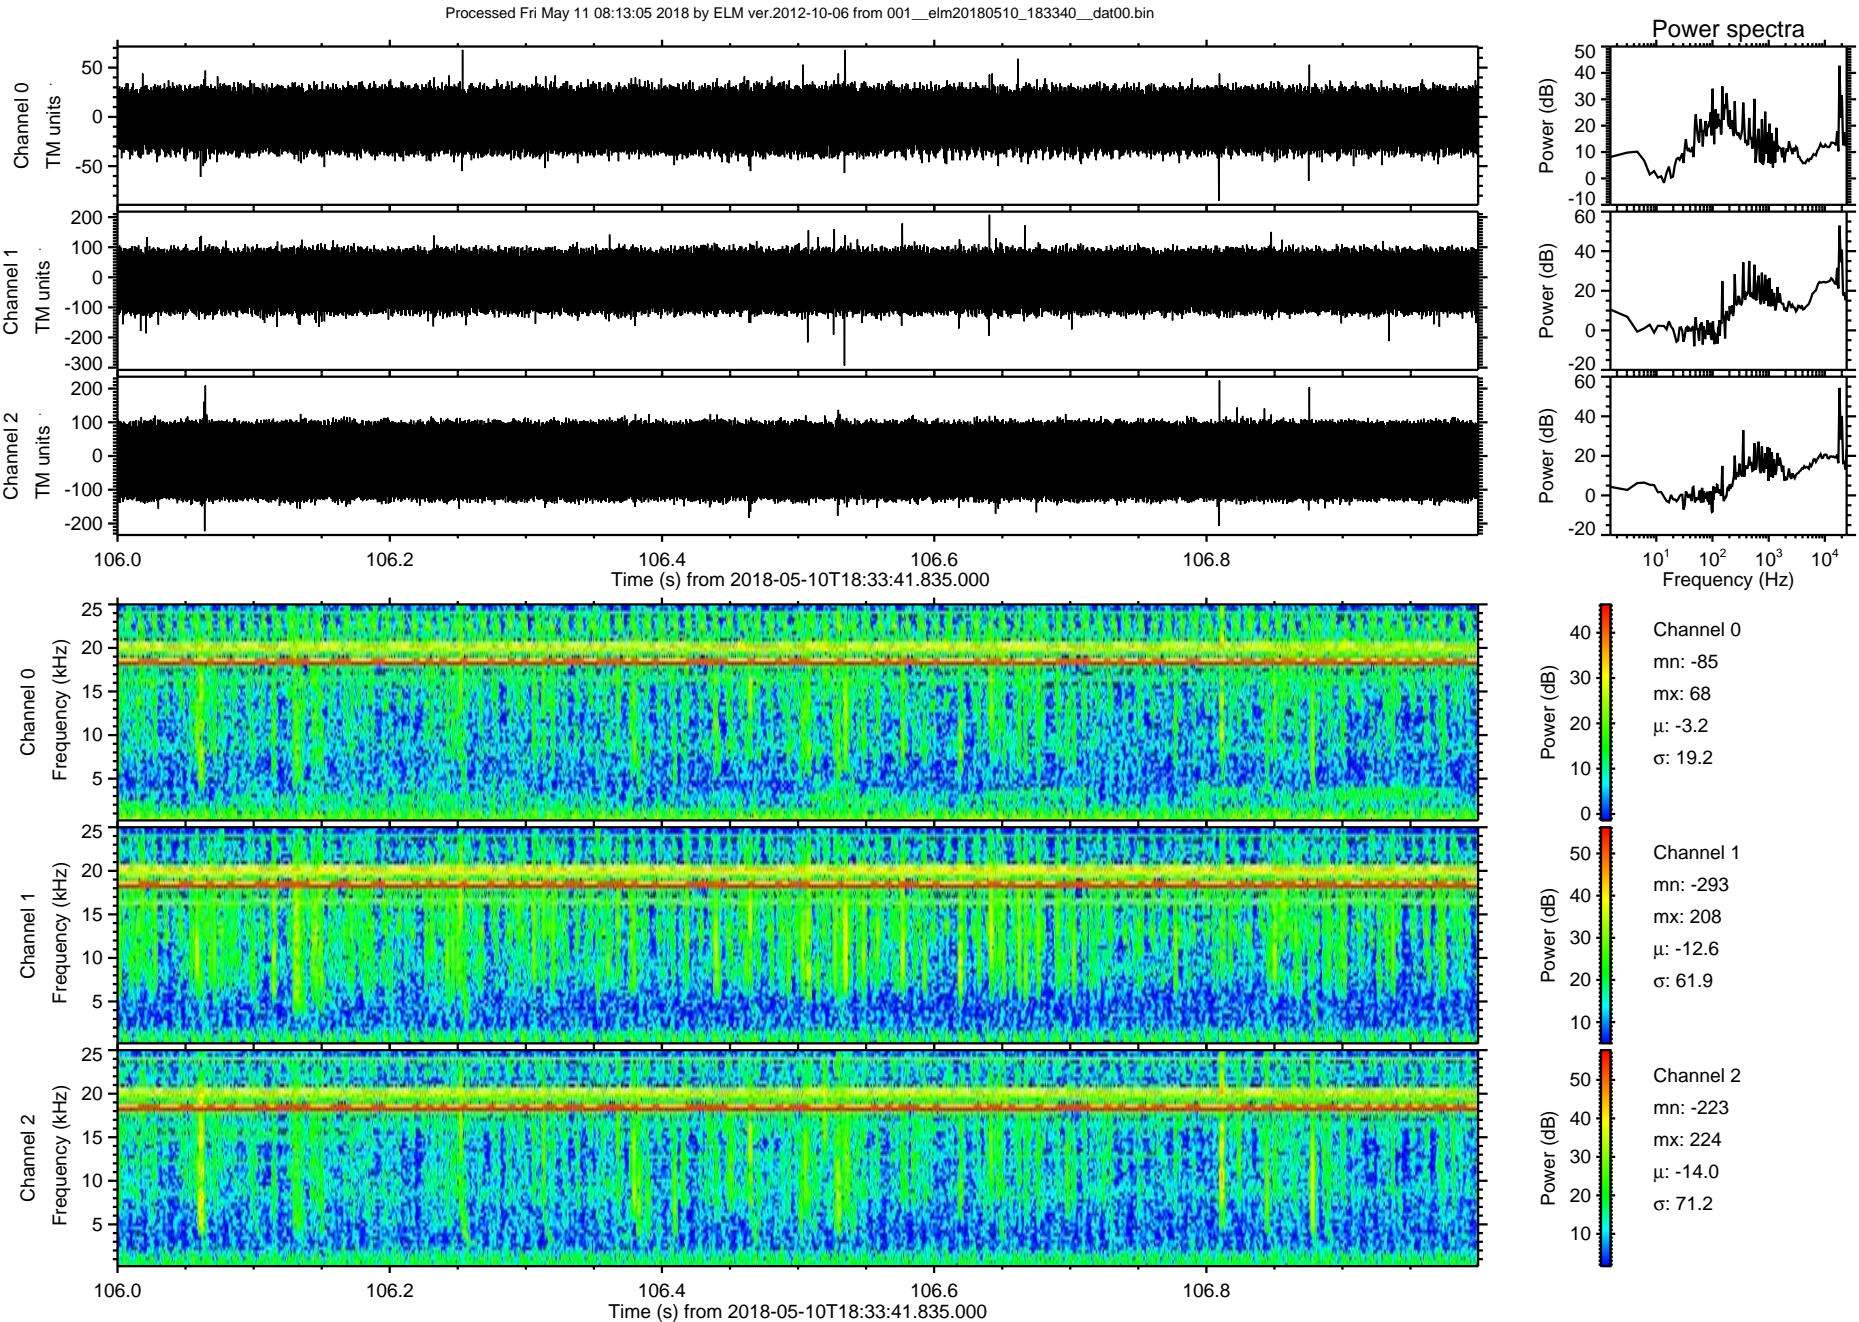 Processed Fri May 11 08:13:05 2018 by ELM ver.2012-10-06 from 001__elm20180510_183340__dat00.bin
Power spectra
Channel 0
TM units
50
0
-50
Power (dB)
50
40
30
20
10
0
-10
Channel 1
TM units
200
100
0
-100
-200
-300
Power (dB)
60
40
20
0
-20
Channel 2
TM units
200
100
0
-100
-200
Power (dB)
60
40
20
0
-20
106.0 106.2 106.4 106.6 106.8
Time (s) from 2018-05-10T18:33:41.835.000
10¹ 10² 10³ 10⁴
Frequency (Hz)
Channel 0
Frequency (kHz)
25
20
15
10
5
Power (dB)
40
30
20
10
0
Channel 0
mn: -85
mx: 68
μ: -3.2
σ: 19.2
Channel 1
Frequency (kHz)
25
20
15
10
5
Power (dB)
50
40
30
20
10
Channel 1
mn: -293
mx: 208
μ: -12.6
σ: 61.9
Channel 2
Frequency (kHz)
25
20
15
10
5
Power (dB)
50
40
30
20
10
Channel 2
mn: -223
mx: 224
μ: -14.0
σ: 71.2
106.0 106.2 106.4 106.6 106.8
Time (s) from 2018-05-10T18:33:41.835.000